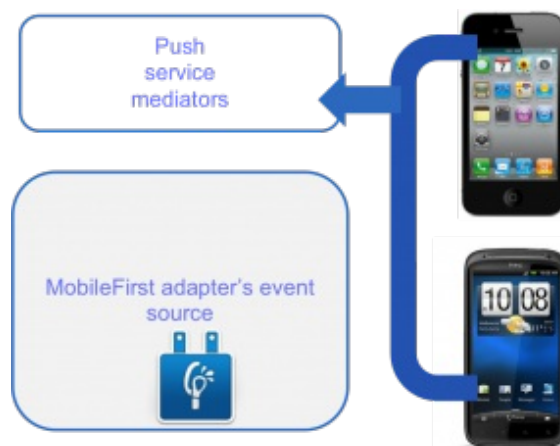 Push
service
mediators
MobileFirst adapter's event
source
10 08